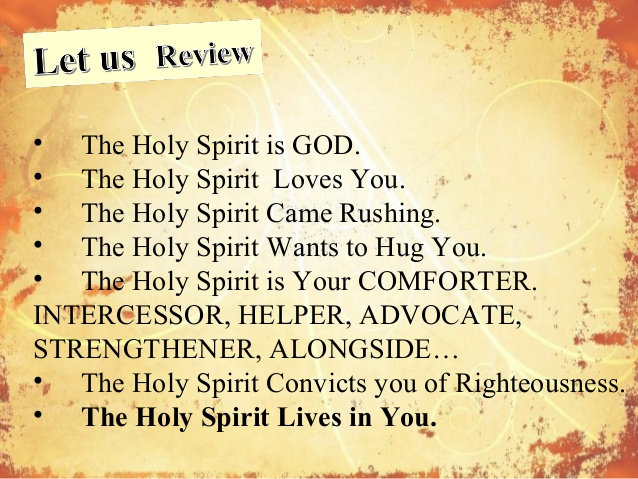 Let us Review
• The Holy Spirit is GOD.
• The Holy Spirit Loves You.
• The Holy Spirit Came Rushing.
• The Holy Spirit Wants to Hug You.
• The Holy Spirit is Your COMFORTER.
INTERCESSOR, HELPER, ADVOCATE,
STRENGTHENER, ALONGSIDE…
• The Holy Spirit Convicts you of Righteousness.
• The Holy Spirit Lives in You.